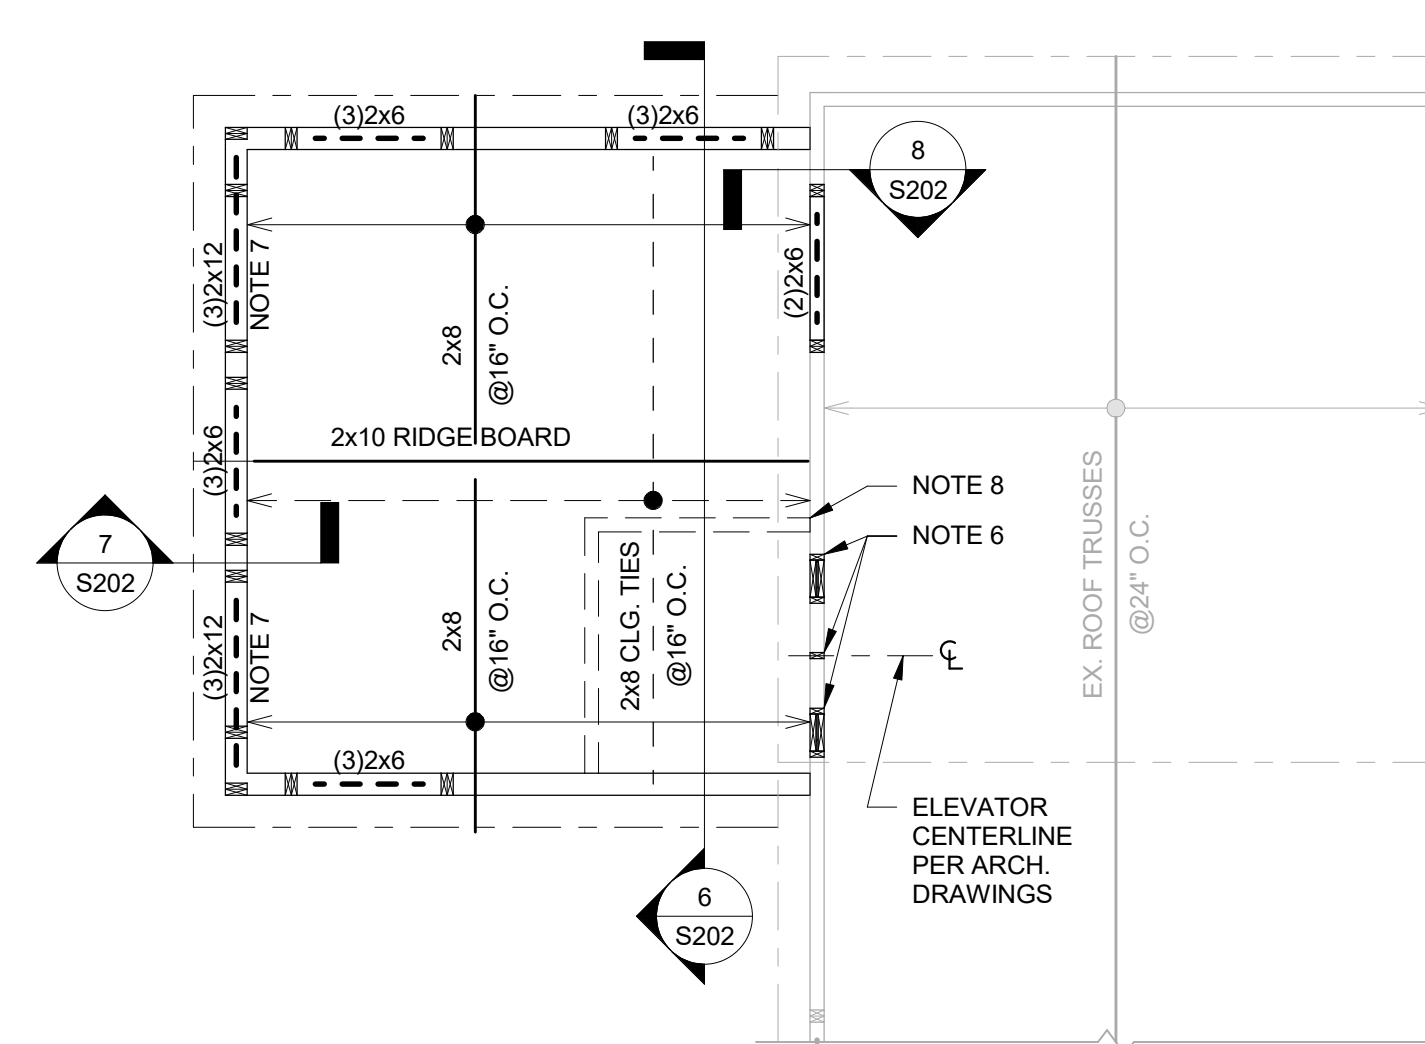 (3)2x6
(3)2x6
8
S202
(3)2x12
NOTE 7
(2)2x6
2x8
@16" O.C.
2x10 RIDGE BOARD
(3)2x6
NOTE 8
NOTE 6
EX. ROOF TRUSSES
@24" O.C.
7
S202
(3)2x12
NOTE 7
2x8
@16" O.C.
2x8 CLG. TIES
@16" O.C.
℄
(3)2x6
ELEVATOR
CENTERLINE
PER ARCH.
DRAWINGS
6
S202